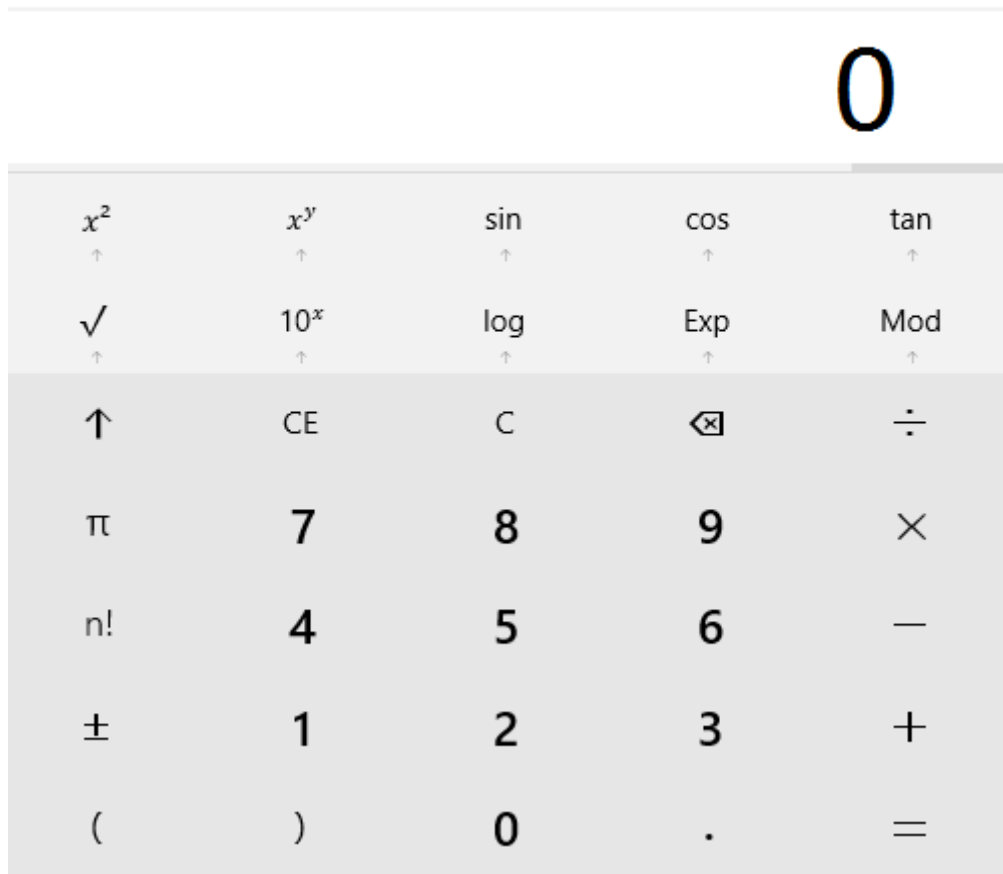 0
x² xʸ sin cos tan
↑ ↑ ↑ ↑ ↑
√ 10ˣ log Exp Mod
↑ ↑ ↑ ↑ ↑
↑ CE C ⌫ ÷
π 7 8 9 ×
n! 4 5 6 −
± 1 2 3 +
( ) 0 . =